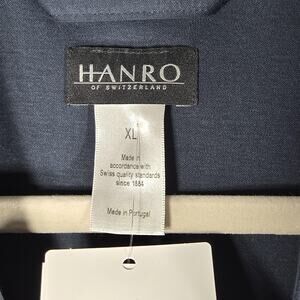 HANRO
OF SWITZERLAND
XL
Made in
accordance with
Swiss quality standards
since 1884
Made in Portugal